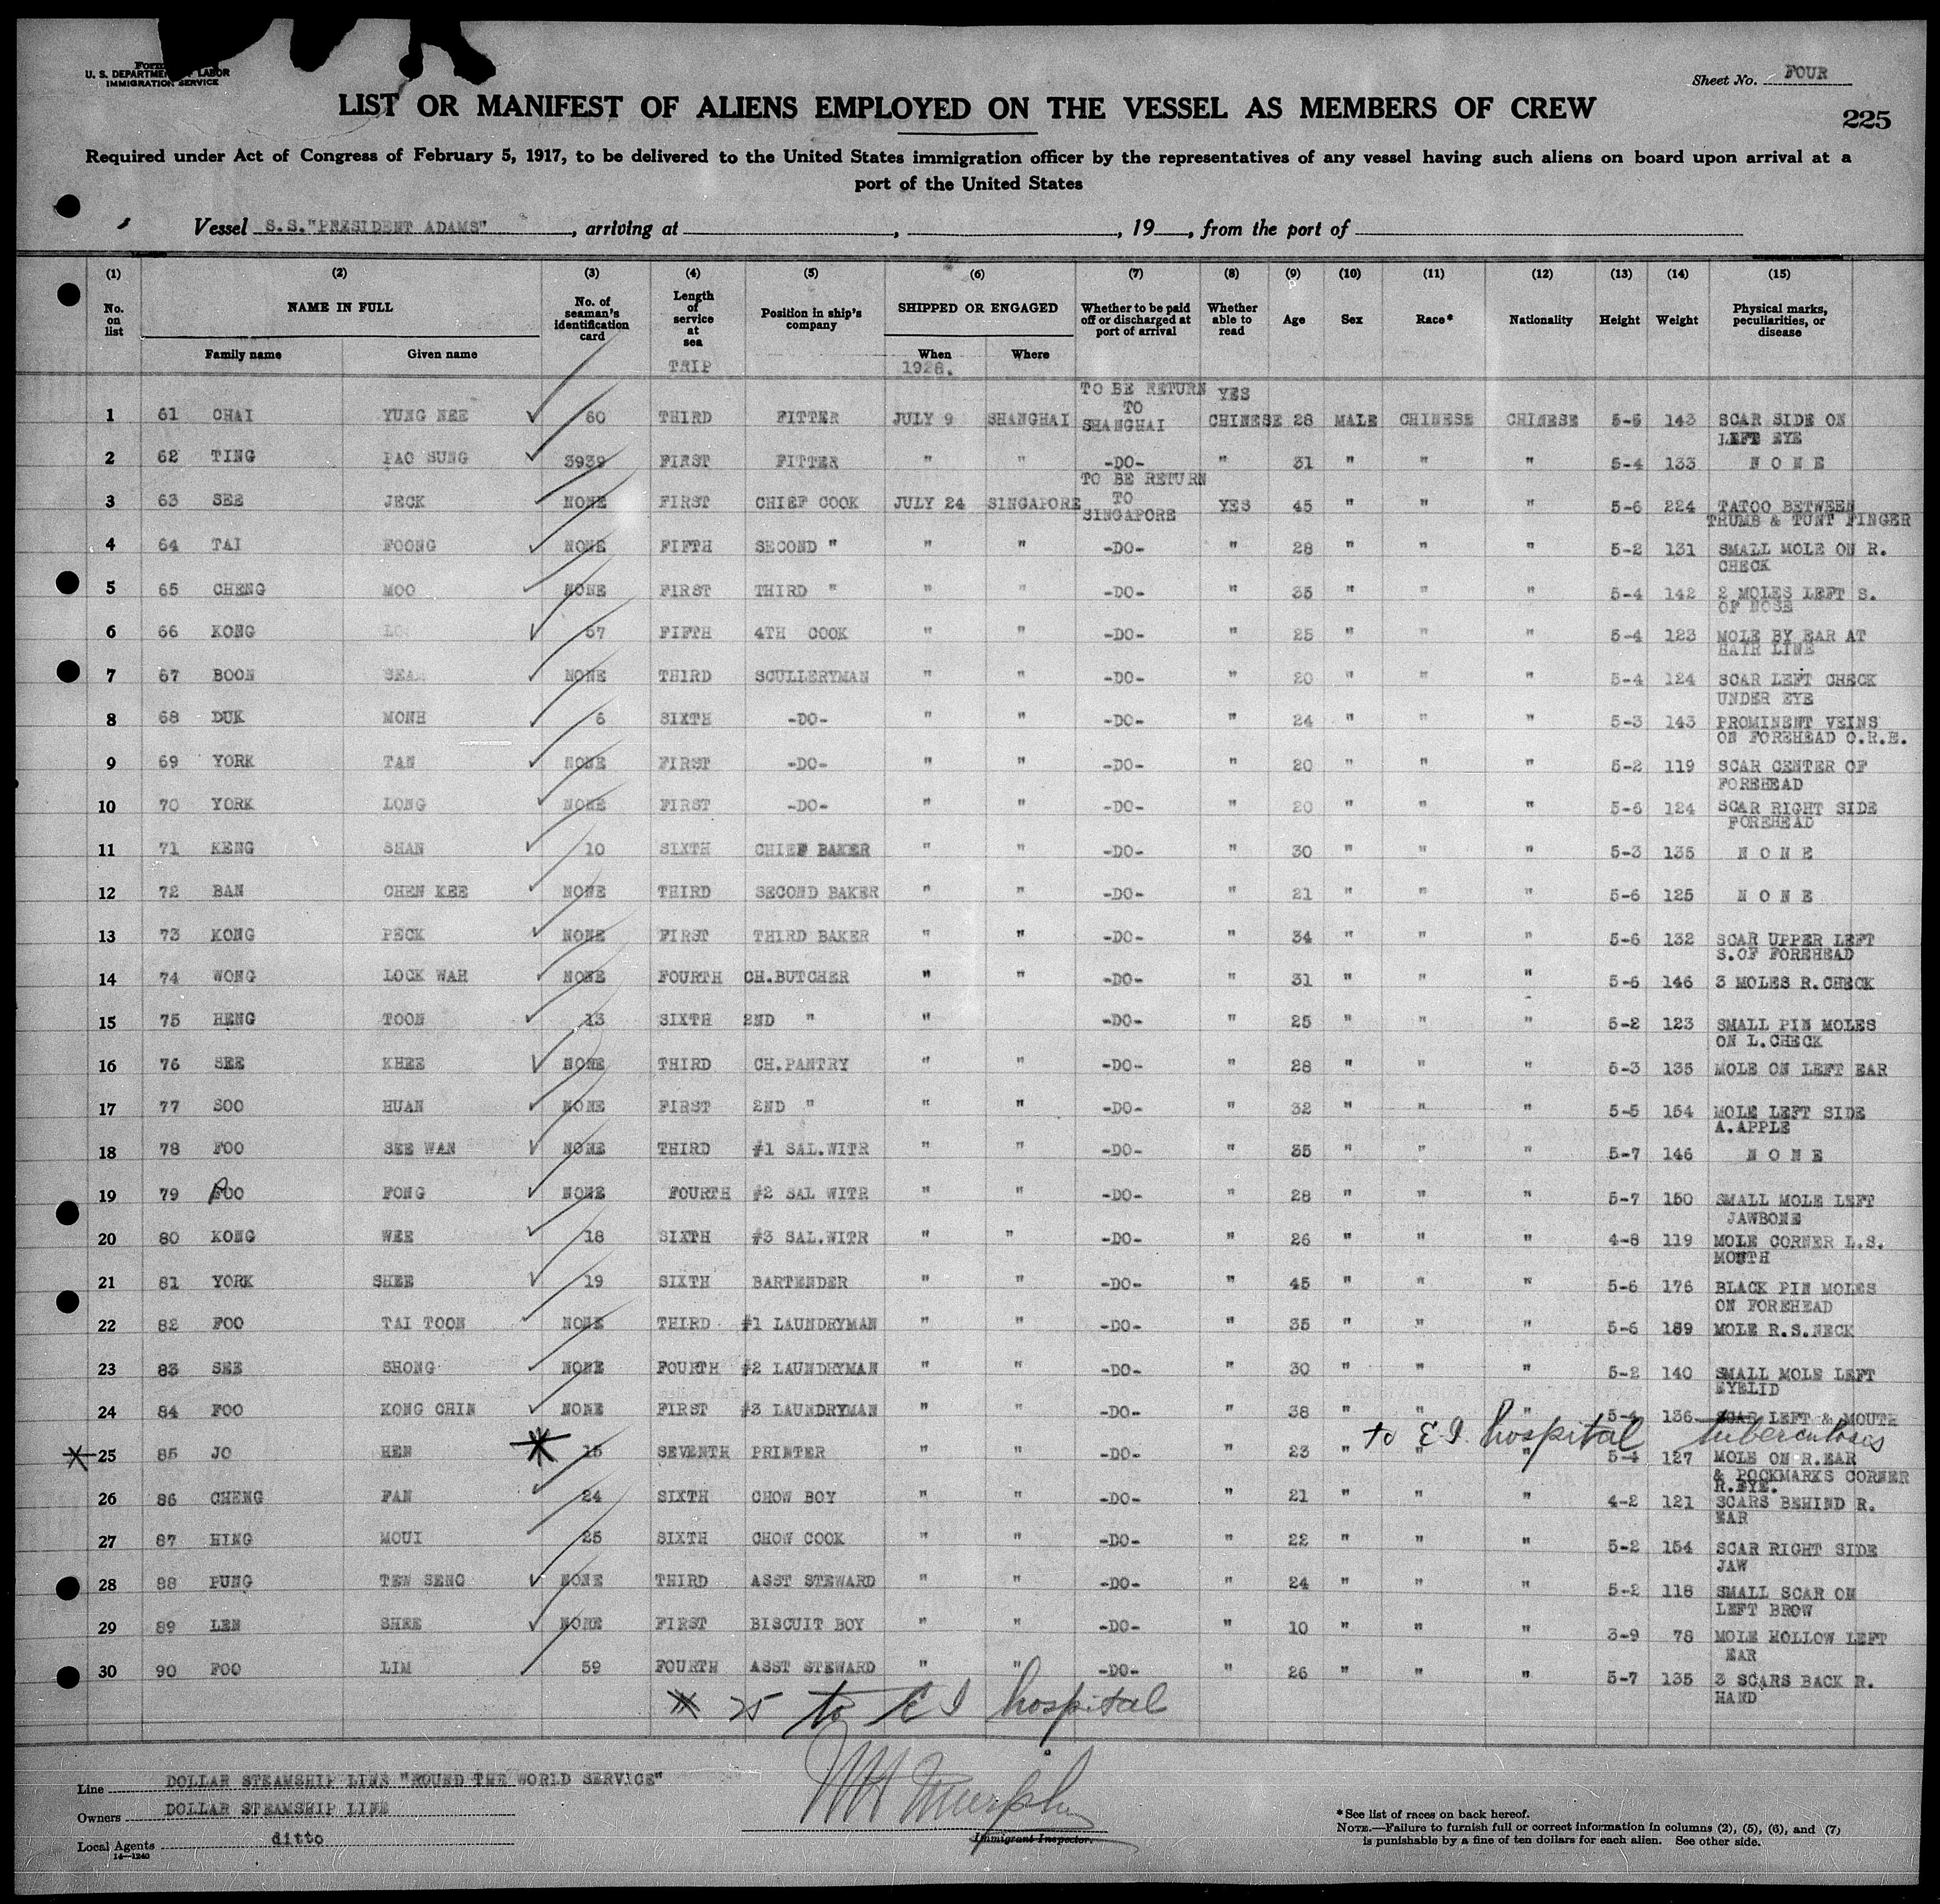 Form
U. S. DEPARTMENT OF LABOR
IMMIGRATION SERVICE
Sheet No. FOUR
LIST OR MANIFEST OF ALIENS EMPLOYED ON THE VESSEL AS MEMBERS OF CREW
225
Required under Act of Congress of February 5, 1917, to be delivered to the United States immigration officer by the representatives of any vessel having such aliens on board upon arrival at a
port of the United States
Vessel S.S."PRESIDENT ADAMS", arriving at , , 19 , from the port of
(1) (2) (3) (4) (5) (6) (7) (8) (9) (10) (11) (12) (13) (14) (15)
No. on list NAME IN FULL No. of seaman's identification card Length of service at sea Position in ship's company SHIPPED OR ENGAGED Whether to be paid off or discharged at port of arrival Whether able to read Age Sex Race* Nationality Height Weight Physical marks, peculiarities, or disease
Family name Given name When Where
TRIP 1928.
1 61 CHAI YUNG NEE 60 THIRD FITTER JULY 9 SHANGHAI TO BE RETURN TO SHANGHAI YES CHINESE 28 MALE CHINESE CHINESE 5-5 143 SCAR SIDE ON LEFT EYE
2 62 TING PAO SUNG 3939 FIRST FITTER " " -DO- " 31 " " " 5-4 133 N O N E
3 63 SEE JECK NONE FIRST CHIEF COOK JULY 24 SINGAPORE TO BE RETURN TO SINGAPORE YES 45 " " " 5-6 224 TATOO BETWEEN THUMB & TUNT FINGER
4 64 TAI FOONG NONE FIFTH SECOND " " " -DO- " 28 " " " 5-2 131 SMALL MOLE ON R. CHECK
5 65 CHENG MOO NONE FIRST THIRD " " " -DO- " 35 " " " 5-4 142 2 MOLES LEFT S. OF NOSE
6 66 KONG 57 FIFTH 4TH COOK " " -DO- " 25 " " " 5-4 123 MOLE BY EAR AT HAIR LINE
7 67 BOON NONE THIRD SCULLERYMAN " " -DO- " 20 " " " 5-4 124 SCAR LEFT CHECK UNDER EYE
8 68 DUK MONH 6 SIXTH -DO- " " -DO- " 24 " " " 5-3 143 PROMINENT VEINS ON FOREHEAD O.R.E.
9 69 YORK TAN NONE FIRST -DO- " " -DO- " 20 " " " 5-2 119 SCAR CENTER OF FOREHEAD
10 70 YORK LONG NONE FIRST -DO- " " -DO- " 20 " " " 5-6 124 SCAR RIGHT SIDE FOREHEAD
11 71 KENG SHAN 10 SIXTH CHIEF BAKER " " -DO- " 30 " " " 5-3 135 N O N E
12 72 BAN CHEN KEE NONE THIRD SECOND BAKER " " -DO- " 21 " " " 5-6 125 N O N E
13 73 KONG PECK NONE FIRST THIRD BAKER " " -DO- " 34 " " " 5-6 132 SCAR UPPER LEFT S.OF FOREHEAD
14 74 WONG LOCK WAH NONE FOURTH CH.BUTCHER " " -DO- " 31 " " " 5-6 146 3 MOLES R.CHECK
15 75 HENG TOON 13 SIXTH 2ND " " -DO- " 25 " " " 5-2 123 SMALL PIN MOLES ON L.CHECK
16 76 SEE KHEE NONE THIRD CH.PANTRY " " -DO- " 28 " " " 5-3 135 MOLE ON LEFT EAR
17 77 SOO HUAN NONE FIRST 2ND " " " -DO- " 32 " " " 5-5 154 MOLE LEFT SIDE A.APPLE
18 78 FOO SEE WAN NONE THIRD #1 SAL.WITR " " -DO- " 35 " " " 5-7 146 N O N E
19 79 FOO FONG NONE FOURTH #2 SAL WITR " " -DO- " 28 " " " 5-7 150 SMALL MOLE LEFT JAWBONE
20 80 KONG WEE 18 SIXTH #3 SAL.WITR " " -DO- " 26 " " " 4-8 119 MOLE CORNER L.S. MONTH
21 81 YORK SHEE 19 SIXTH BARTENDER " " -DO- " 45 " " " 5-6 176 BLACK PIN MOLES ON FOREHEAD
22 82 FOO TAI TOON NONE THIRD #1 LAUNDRYMAN " " -DO- " 35 " " " 5-6 189 MOLE R.S.NECK
23 83 SEE SHONG NONE FOURTH #2 LAUNDRYMAN " " -DO- " 30 " " " 5-2 140 SMALL MOLE LEFT EYELID
24 84 FOO KONG CHIN NONE FIRST #3 LAUNDRYMAN " " -DO- " 38 " " " 5-4 136 SCAR LEFT & MOUTH
to E I hospital tuberculosis
25 85 JO HEN 15 SEVENTH PRINTER " " -DO- " 23 " " " 5-4 127 MOLE ON R.EAR & POCKMARKS CORNER R.EYE.
26 86 CHENG FAN 24 SIXTH CHOW BOY " " -DO- " 21 " " " 4-2 121 SCARS BEHIND R. EAR
27 87 HING MOUI 25 SIXTH CHOW COOK " " -DO- " 22 " " " 5-2 154 SCAR RIGHT SIDE JAW
28 88 PUNG TEW SENG NONE THIRD ASST STEWARD " " -DO- " 24 " " " 5-2 118 SMALL SCAR ON LEFT BROW
29 89 LEN SHEE NONE FIRST BISCUIT BOY " " -DO- " 10 " " " 3-9 78 MOLE HOLLOW LEFT EAR
30 90 FOO LIM 59 FOURTH ASST STEWARD " " -DO- " 26 " " " 5-7 135 3 SCARS BACK R. HAND
25 to E I hospital
Line DOLLAR STEAMSHIP LINE "ROUND THE WORLD SERVICE"
Owners DOLLAR STEAMSHIP LINE
Local Agents ditto
14—1240
WH Murphy
Immigrant Inspector.
*See list of races on back hereof.
NOTE.—Failure to furnish full or correct information in columns (2), (5), (6), and (7)
is punishable by a fine of ten dollars for each alien. See other side.